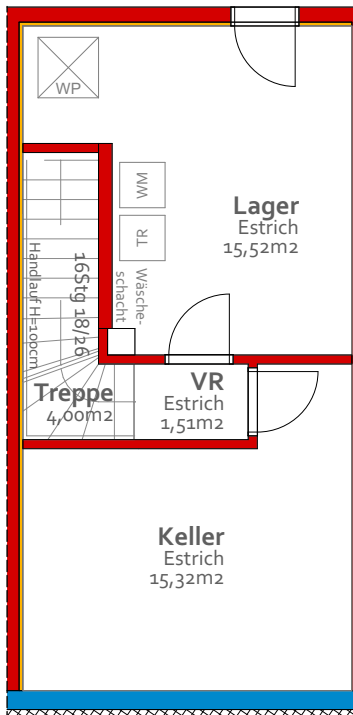 WP
WM
TR
Wäsche-
schacht
Lager
Estrich
15,52m2
16Stg 18/26
Handlauf H=100cm
Treppe
4,00m2
VR
Estrich
1,51m2
Keller
Estrich
15,32m2